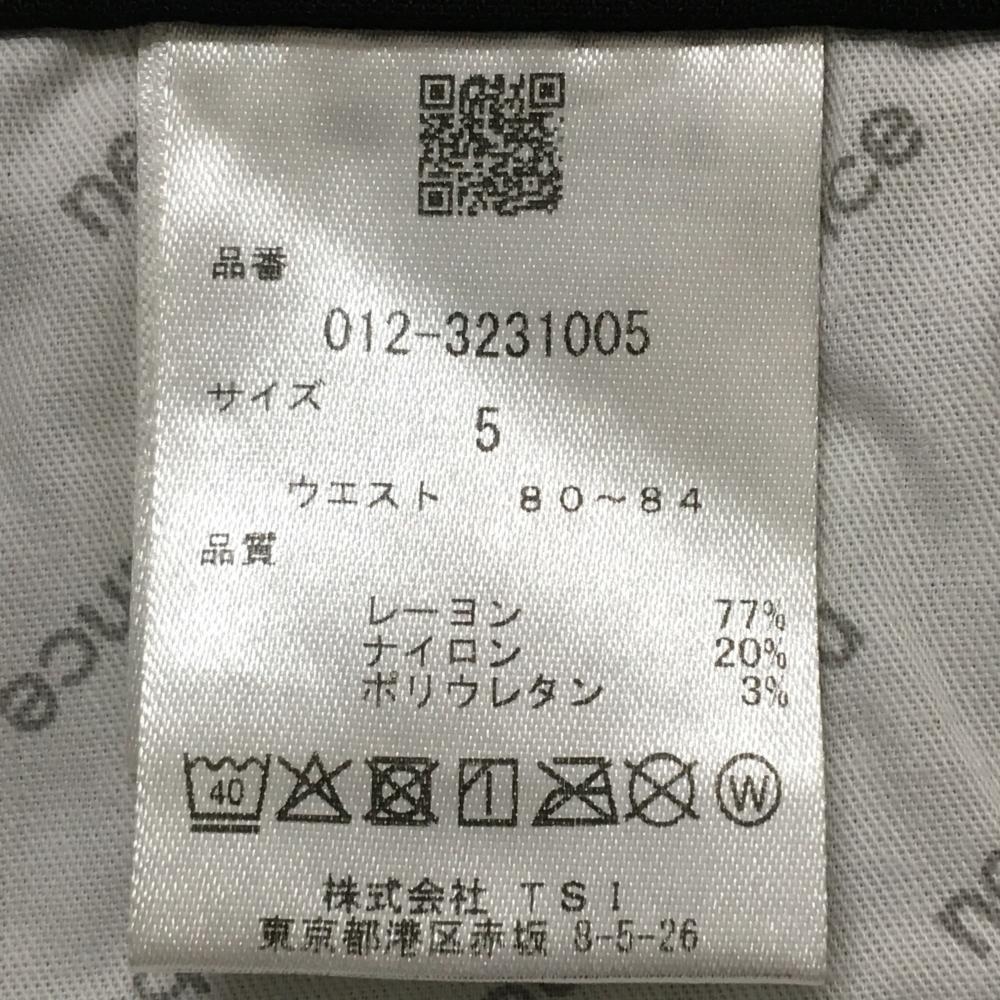 品番
012-3231005
サイズ
5
ウエスト 80～84
品質
レーヨン 77%
ナイロン 20%
ポリウレタン 3%
40
W
株式会社 TSI
東京都港区赤坂 8-5-26